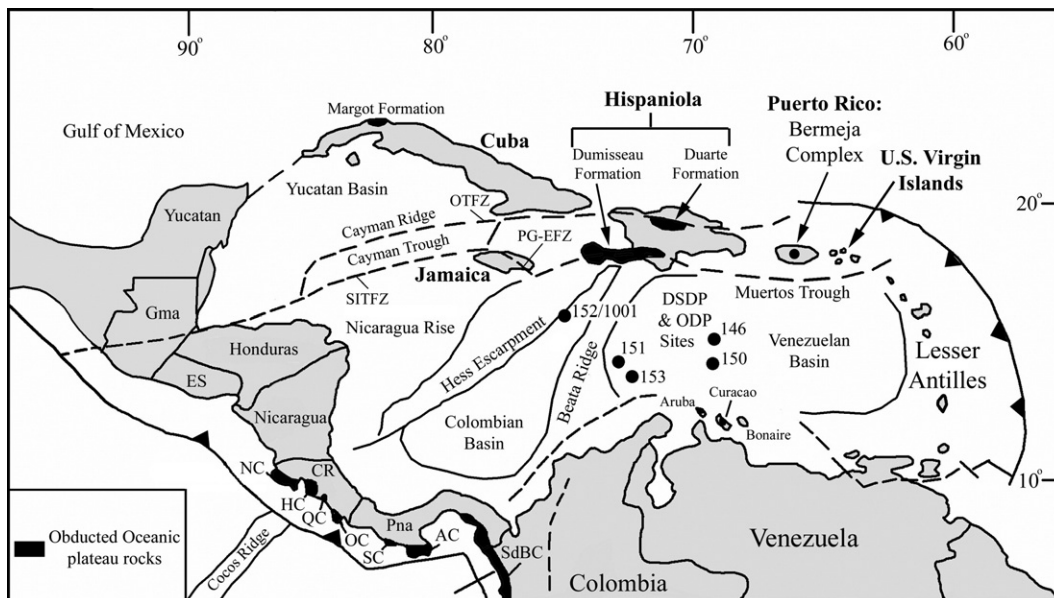 90°
80°
70°
60°
Gulf of Mexico
Margot Formation
Cuba
Hispaniola
Dumisseau
Formation
Duarte
Formation
Puerto Rico:
Bermeja
Complex
U.S. Virgin
Islands
20°
Yucatan Basin
Yucatan
OTFZ
Cayman Ridge
Cayman Trough
PG-EFZ
Jamaica
SITFZ
Muertos Trough
Gma
Nicaragua Rise
152/1001
DSDP
& ODP
Sites
146
150
151
153
Venezuelan
Basin
Lesser
Antilles
Honduras
ES
Hess Escarpment
Beata Ridge
Nicaragua
Colombian
Basin
Aruba
Curacao
Bonaire
10°
NC
CR
HC
QC
OC
SC
Pna
AC
SdBC
Cocos Ridge
Venezuela
Colombia
Obducted Oceanic
plateau rocks